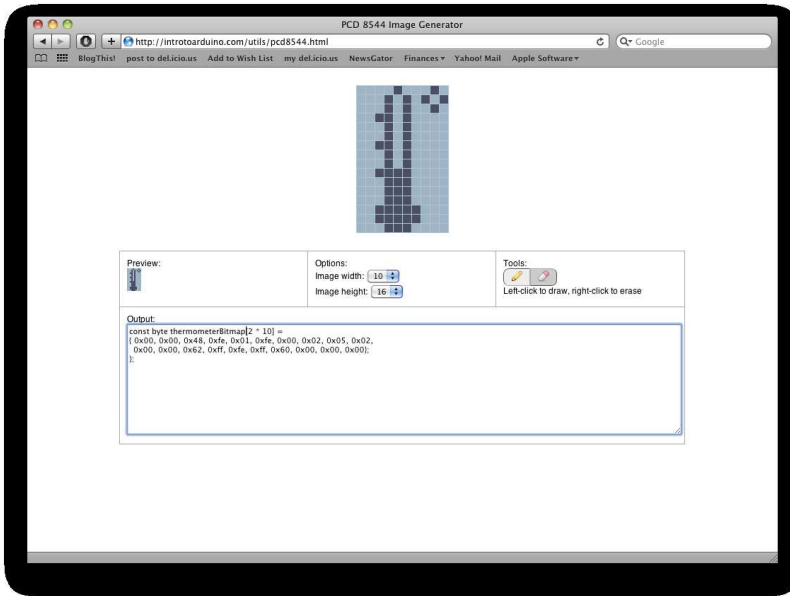 PCD 8544 Image Generator
http://introtoarduino.com/utils/pcd8544.html
Google
BlogThis! post to del.icio.us Add to Wish List my del.icio.us NewsGator Finances Yahoo! Mail Apple Software
Preview:
Options:
Image width: 10
Image height: 16
Tools:
Left-click to draw, right-click to erase
Output:
const byte thermometerBitmap[2 * 10] =
{ 0x00, 0x00, 0x48, 0xfe, 0x01, 0xfe, 0x00, 0x02, 0x05, 0x02,
0x00, 0x00, 0x62, 0xff, 0xfe, 0xff, 0x60, 0x00, 0x00, 0x00};
};